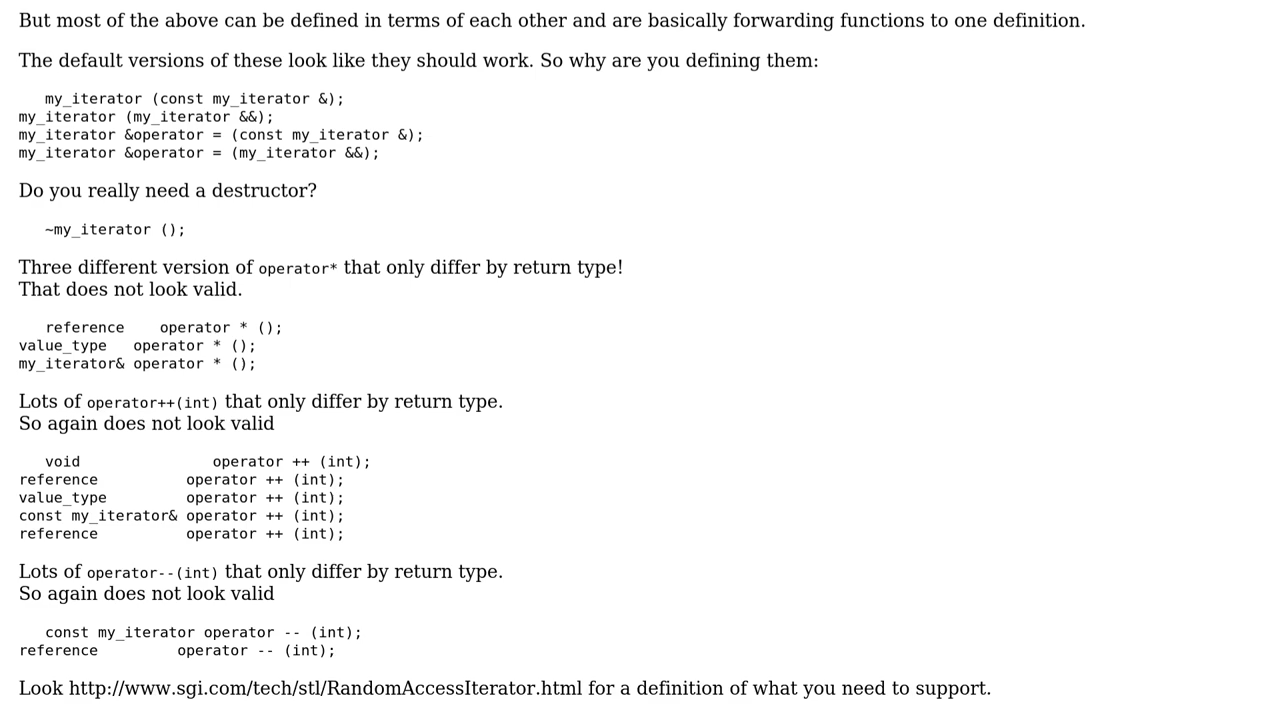 But most of the above can be defined in terms of each other and are basically forwarding functions to one definition.
The default versions of these look like they should work. So why are you defining them:
my_iterator (const my_iterator &);
my_iterator (my_iterator &&);
my_iterator &operator = (const my_iterator &);
my_iterator &operator = (my_iterator &&);
Do you really need a destructor?
~my_iterator ();
Three different version of operator* that only differ by return type!
That does not look valid.
reference    operator * ();
value_type   operator * ();
my_iterator& operator * ();
Lots of operator++(int) that only differ by return type.
So again does not look valid
void               operator ++ (int);
reference          operator ++ (int);
value_type         operator ++ (int);
const my_iterator& operator ++ (int);
reference          operator ++ (int);
Lots of operator--(int) that only differ by return type.
So again does not look valid
const my_iterator operator -- (int);
reference         operator -- (int);
Look http://www.sgi.com/tech/stl/RandomAccessIterator.html for a definition of what you need to support.